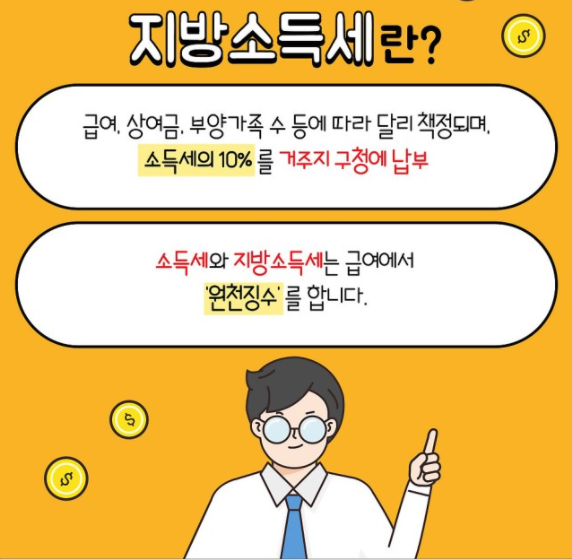 지방소득세란?
급여, 상여금, 부양가족 수 등에 따라 달리 책정되며,
소득세의 10%를 거주지 구청에 납부
소득세와 지방소득세는 급여에서
'원천징수'를 합니다.